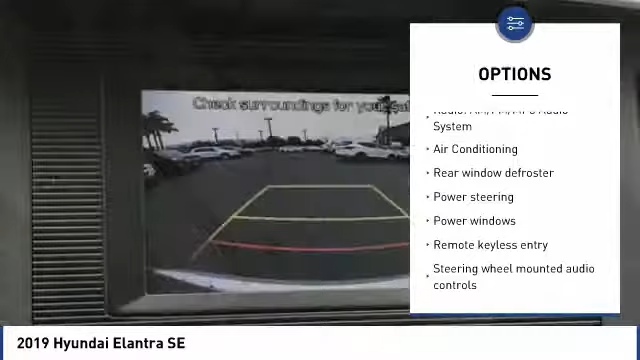 Check surroundings for your saf
OPTIONS
System
Air Conditioning
Rear window defroster
Power steering
Power windows
Remote keyless entry
Steering wheel mounted audio
controls
2019 Hyundai Elantra SE